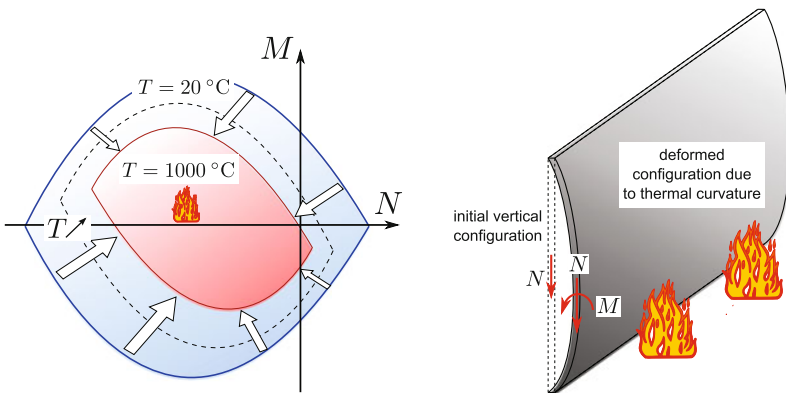 M
T = 20 °C
T = 1000 °C
N
T↗
deformed
configuration due
to thermal curvature
initial vertical
configuration
N
N
M